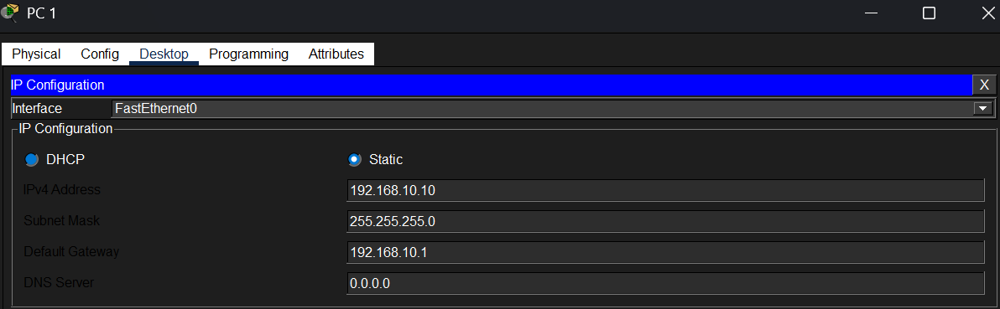 PC 1
Physical Config Desktop Programming Attributes
IP Configuration X
Interface FastEthernet0
IP Configuration
DHCP Static
IPv4 Address 192.168.10.10
Subnet Mask 255.255.255.0
Default Gateway 192.168.10.1
DNS Server 0.0.0.0